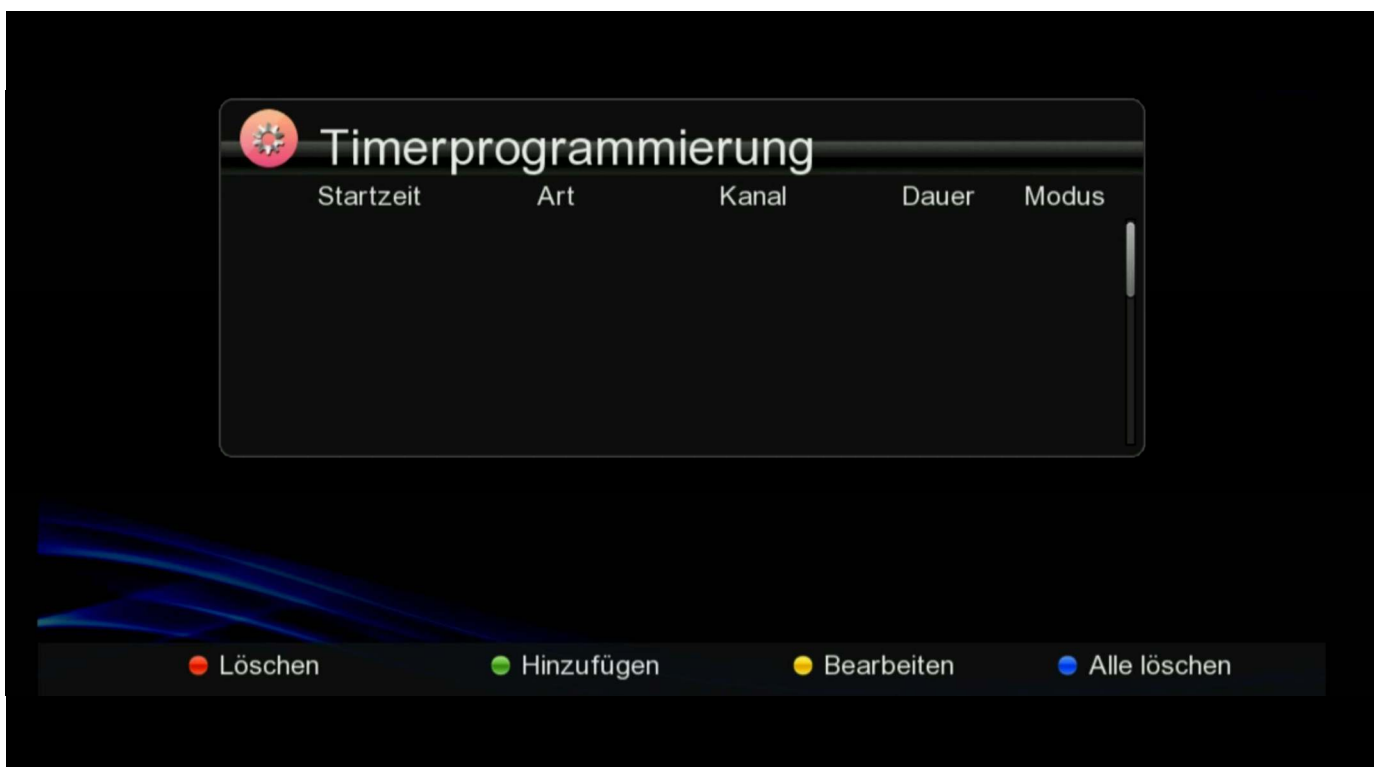 Timerprogrammierung
Startzeit Art Kanal Dauer Modus
Löschen Hinzufügen Bearbeiten Alle löschen